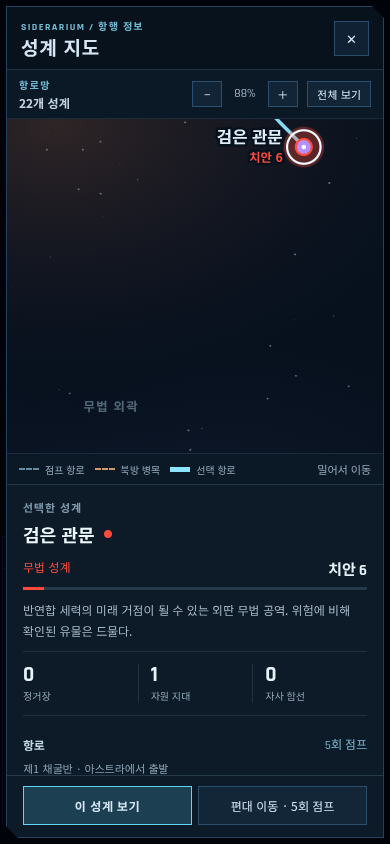 SIDERARIUM / 항행 정보
성계 지도
×
항로망
22개 성계
−
88%
+
전체 보기
검은 관문
치안 6
무법 외곽
점프 항로
북방 병목
선택 항로
밀어서 이동
선택한 성계
검은 관문
무법 성계
치안 6
반연합 세력의 미래 거점이 될 수 있는 외딴 무법 공역. 위험에 비해
확인된 유물은 드물다.
0
정거장
1
자원 지대
0
자사 함선
항로
5회 점프
제1 채굴반 · 아스트라에서 출발
이 성계 보기
편대 이동 · 5회 점프